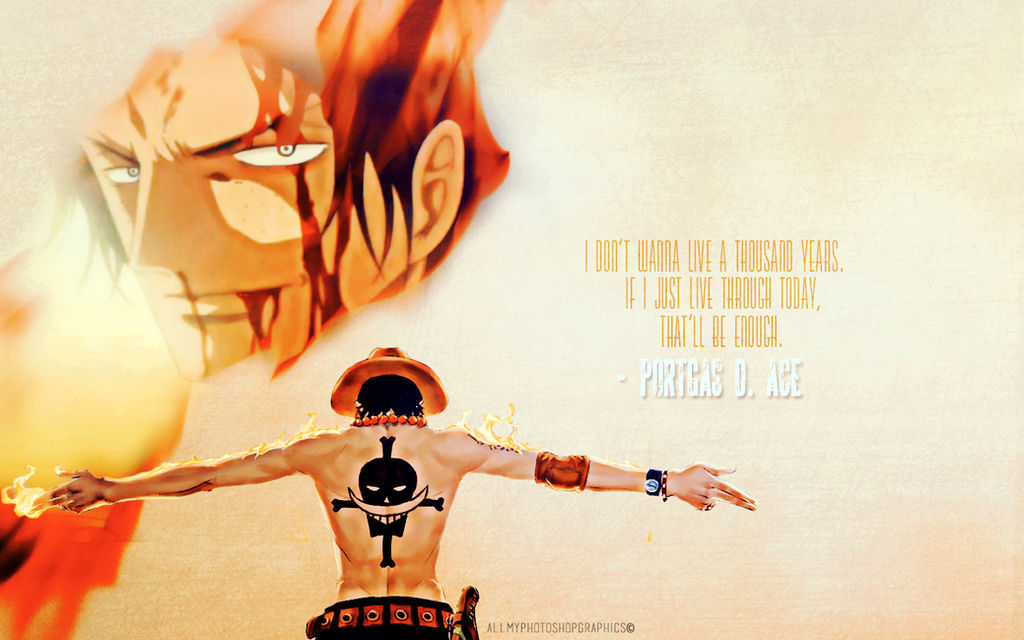 I DON'T WANNA LIVE A THOUSAND YEARS.
IF I JUST LIVE THROUGH TODAY,
THAT'LL BE ENOUGH.
- PORTGAS D. ACE
ALLMYPHOTOSHOPGRAPHICS©